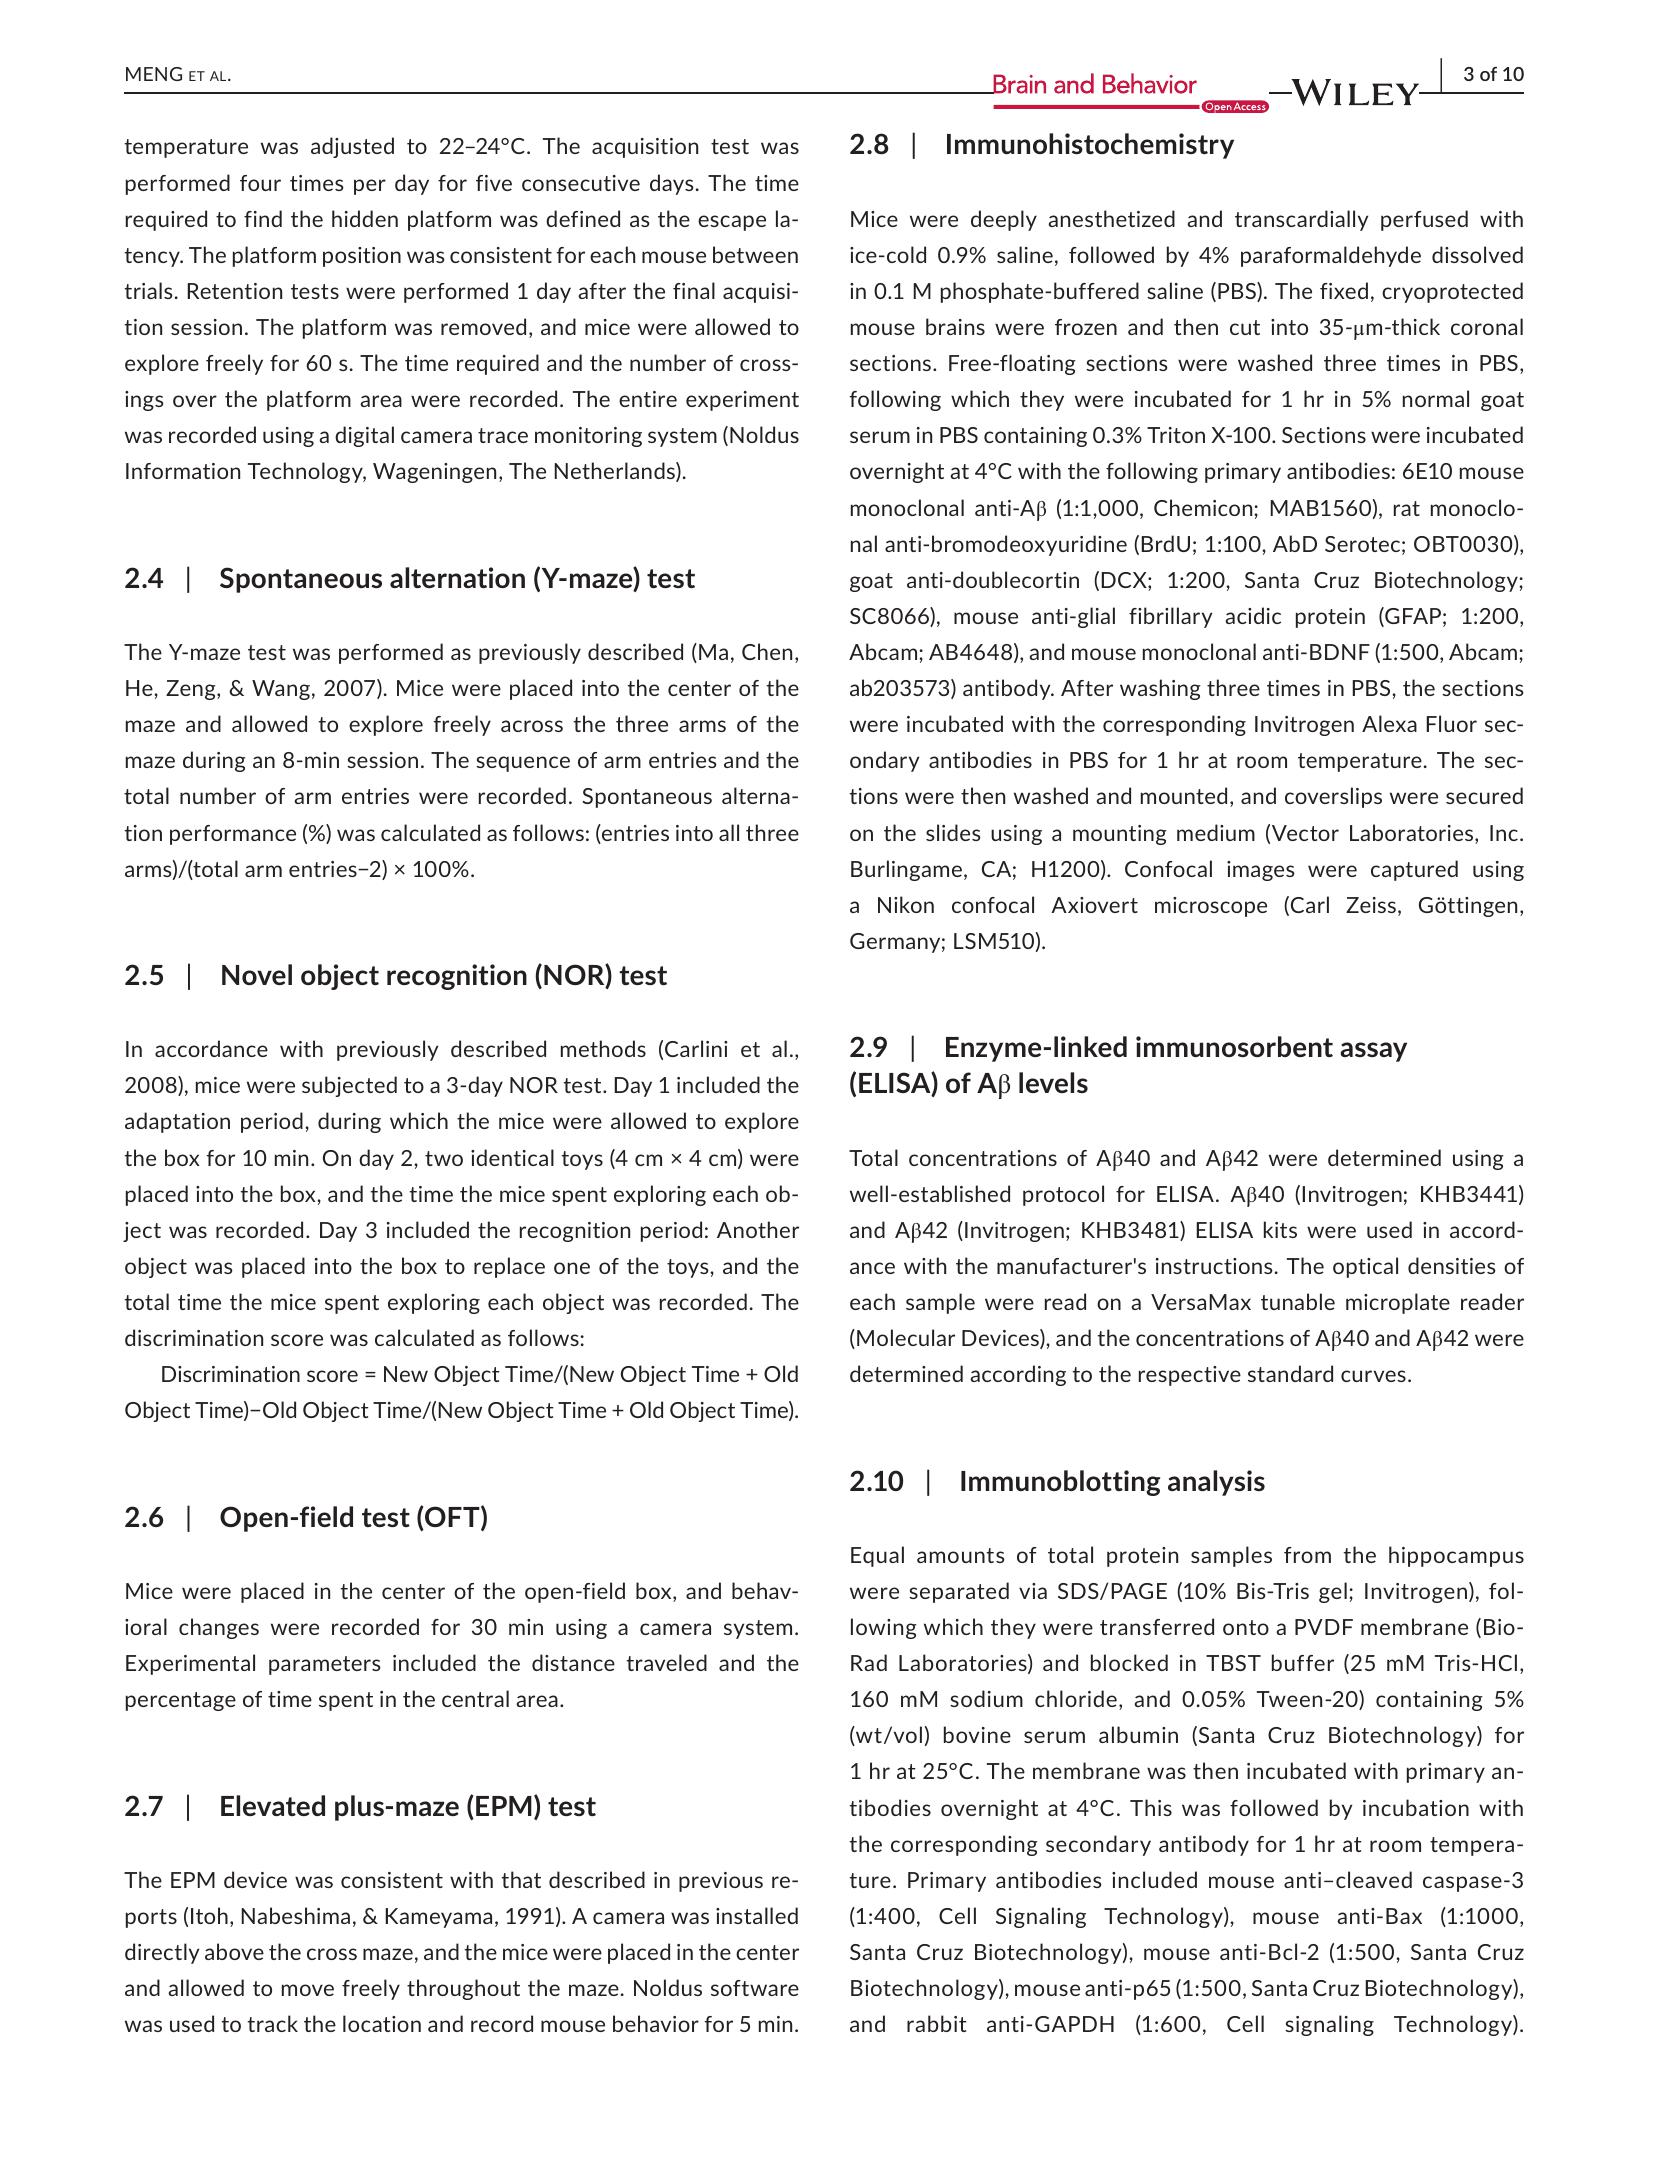 MENG ET AL.
Brain and Behavior
Open Access
WILEY
3 of 10
temperature was adjusted to 22–24°C. The acquisition test was
performed four times per day for five consecutive days. The time
required to find the hidden platform was defined as the escape la-
tency. The platform position was consistent for each mouse between
trials. Retention tests were performed 1 day after the final acquisi-
tion session. The platform was removed, and mice were allowed to
explore freely for 60 s. The time required and the number of cross-
ings over the platform area were recorded. The entire experiment
was recorded using a digital camera trace monitoring system (Noldus
Information Technology, Wageningen, The Netherlands).
2.4 | Spontaneous alternation (Y-maze) test
The Y-maze test was performed as previously described (Ma, Chen,
He, Zeng, & Wang, 2007). Mice were placed into the center of the
maze and allowed to explore freely across the three arms of the
maze during an 8-min session. The sequence of arm entries and the
total number of arm entries were recorded. Spontaneous alterna-
tion performance (%) was calculated as follows: (entries into all three
arms)/(total arm entries−2) × 100%.
2.5 | Novel object recognition (NOR) test
In accordance with previously described methods (Carlini et al.,
2008), mice were subjected to a 3-day NOR test. Day 1 included the
adaptation period, during which the mice were allowed to explore
the box for 10 min. On day 2, two identical toys (4 cm × 4 cm) were
placed into the box, and the time the mice spent exploring each ob-
ject was recorded. Day 3 included the recognition period: Another
object was placed into the box to replace one of the toys, and the
total time the mice spent exploring each object was recorded. The
discrimination score was calculated as follows:
Discrimination score = New Object Time/(New Object Time + Old
Object Time)−Old Object Time/(New Object Time + Old Object Time).
2.6 | Open-field test (OFT)
Mice were placed in the center of the open-field box, and behav-
ioral changes were recorded for 30 min using a camera system.
Experimental parameters included the distance traveled and the
percentage of time spent in the central area.
2.7 | Elevated plus-maze (EPM) test
The EPM device was consistent with that described in previous re-
ports (Itoh, Nabeshima, & Kameyama, 1991). A camera was installed
directly above the cross maze, and the mice were placed in the center
and allowed to move freely throughout the maze. Noldus software
was used to track the location and record mouse behavior for 5 min.
2.8 | Immunohistochemistry
Mice were deeply anesthetized and transcardially perfused with
ice-cold 0.9% saline, followed by 4% paraformaldehyde dissolved
in 0.1 M phosphate-buffered saline (PBS). The fixed, cryoprotected
mouse brains were frozen and then cut into 35-μm-thick coronal
sections. Free-floating sections were washed three times in PBS,
following which they were incubated for 1 hr in 5% normal goat
serum in PBS containing 0.3% Triton X-100. Sections were incubated
overnight at 4°C with the following primary antibodies: 6E10 mouse
monoclonal anti-Aβ (1:1,000, Chemicon; MAB1560), rat monoclo-
nal anti-bromodeoxyuridine (BrdU; 1:100, AbD Serotec; OBT0030),
goat anti-doublecortin (DCX; 1:200, Santa Cruz Biotechnology;
SC8066), mouse anti-glial fibrillary acidic protein (GFAP; 1:200,
Abcam; AB4648), and mouse monoclonal anti-BDNF (1:500, Abcam;
ab203573) antibody. After washing three times in PBS, the sections
were incubated with the corresponding Invitrogen Alexa Fluor sec-
ondary antibodies in PBS for 1 hr at room temperature. The sec-
tions were then washed and mounted, and coverslips were secured
on the slides using a mounting medium (Vector Laboratories, Inc.
Burlingame, CA; H1200). Confocal images were captured using
a Nikon confocal Axiovert microscope (Carl Zeiss, Göttingen,
Germany; LSM510).
2.9 | Enzyme-linked immunosorbent assay
(ELISA) of Aβ levels
Total concentrations of Aβ40 and Aβ42 were determined using a
well-established protocol for ELISA. Aβ40 (Invitrogen; KHB3441)
and Aβ42 (Invitrogen; KHB3481) ELISA kits were used in accord-
ance with the manufacturer's instructions. The optical densities of
each sample were read on a VersaMax tunable microplate reader
(Molecular Devices), and the concentrations of Aβ40 and Aβ42 were
determined according to the respective standard curves.
2.10 | Immunoblotting analysis
Equal amounts of total protein samples from the hippocampus
were separated via SDS/PAGE (10% Bis-Tris gel; Invitrogen), fol-
lowing which they were transferred onto a PVDF membrane (Bio-
Rad Laboratories) and blocked in TBST buffer (25 mM Tris-HCl,
160 mM sodium chloride, and 0.05% Tween-20) containing 5%
(wt/vol) bovine serum albumin (Santa Cruz Biotechnology) for
1 hr at 25°C. The membrane was then incubated with primary an-
tibodies overnight at 4°C. This was followed by incubation with
the corresponding secondary antibody for 1 hr at room tempera-
ture. Primary antibodies included mouse anti–cleaved caspase-3
(1:400, Cell Signaling Technology), mouse anti-Bax (1:1000,
Santa Cruz Biotechnology), mouse anti-Bcl-2 (1:500, Santa Cruz
Biotechnology), mouse anti-p65 (1:500, Santa Cruz Biotechnology),
and rabbit anti-GAPDH (1:600, Cell signaling Technology).